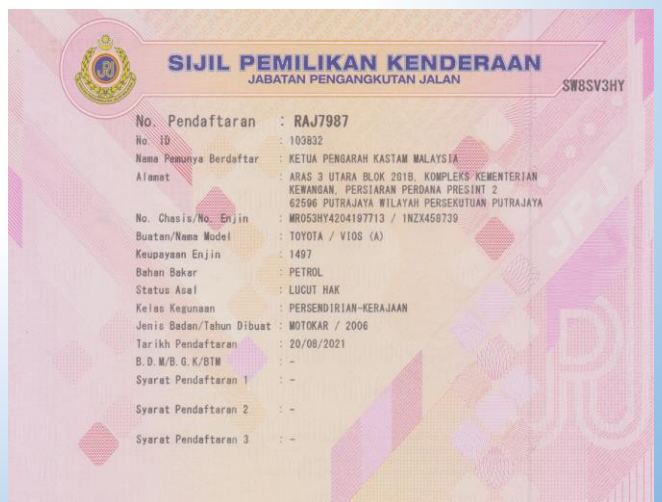 SIJIL PEMILIKAN KENDERAAN
JABATAN PENGANGKUTAN JALAN
SW8SV3HY
No. Pendaftaran : RAJ7987
No. ID : 103832
Nama Pemunya Berdaftar : KETUA PENGARAH KASTAM MALAYSIA
Alamat : ARAS 3 UTARA BLOK 2G1B, KOMPLEKS KEMENTERIAN
KEWANGAN, PERSIARAN PERDANA PRESINT 2
62596 PUTRAJAYA WILAYAH PERSEKUTUAN PUTRAJAYA
No. Chasis/No. Enjin : MR053HY4204197713 / 1NZX458739
Buatan/Nama Model : TOYOTA / VIOS (A)
Keupayaan Enjin : 1497
Bahan Bakar : PETROL
Status Asal : LUCUT HAK
Kelas Kegunaan : PERSENDIRIAN-KERAJAAN
Jenis Badan/Tahun Dibuat : MOTOKAR / 2006
Tarikh Pendaftaran : 20/08/2021
B.D.M/B.G.K/BTM : -
Syarat Pendaftaran 1 : -
Syarat Pendaftaran 2 : -
Syarat Pendaftaran 3 : -
JPJ